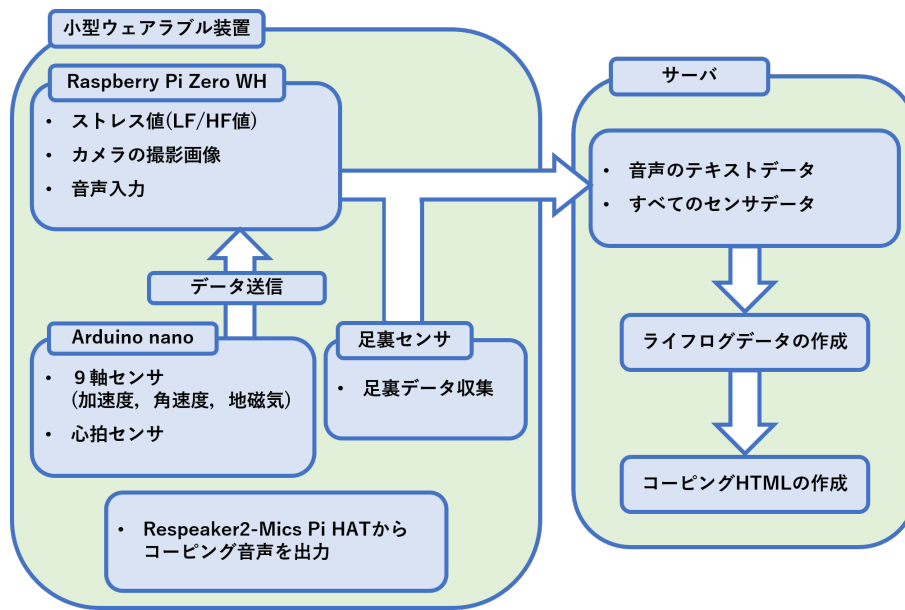 小型ウェアラブル装置
Raspberry Pi Zero WH
• ストレス値(LF/HF値)
• カメラの撮影画像
• 音声入力
データ送信
Arduino nano
• ９軸センサ
(加速度，角速度，地磁気)
• 心拍センサ
足裏センサ
• 足裏データ収集
• Respeaker2-Mics Pi HATから
コーピング音声を出力
サーバ
• 音声のテキストデータ
• すべてのセンサデータ
ライフログデータの作成
コーピングHTMLの作成